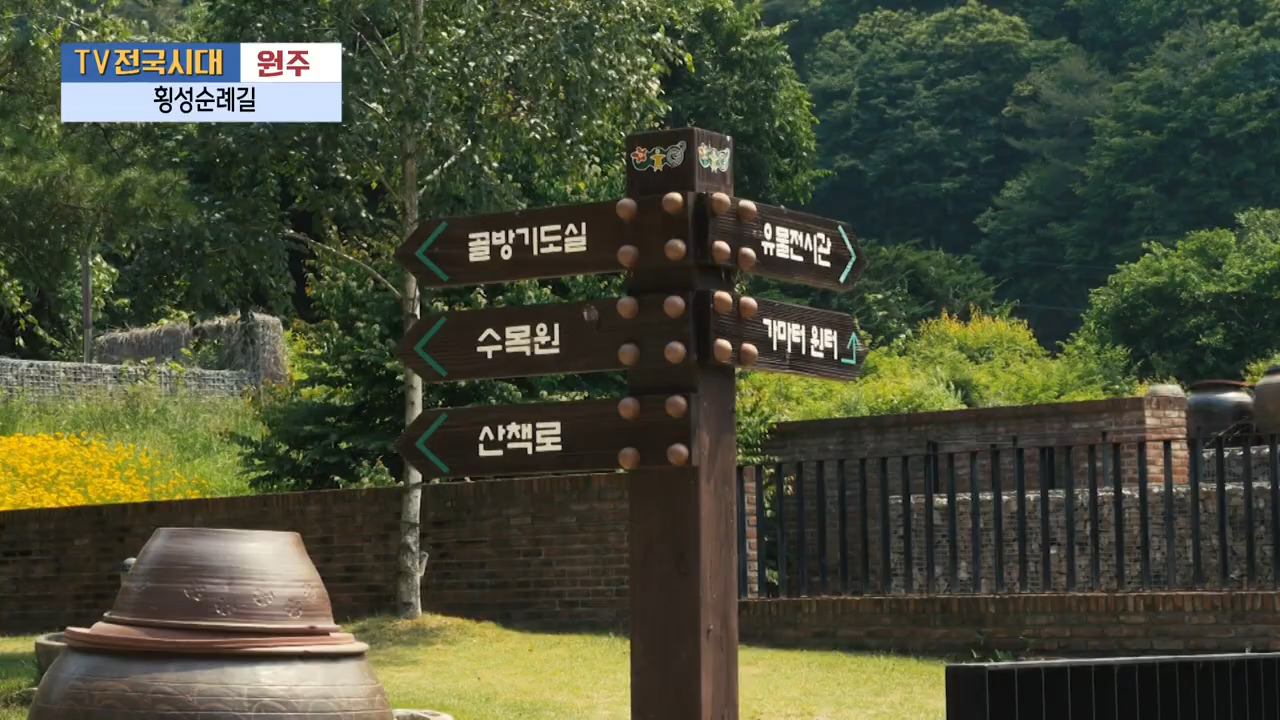 TV전국시대 원주
횡성순례길
골방기도실
유물전시관
수목원
가마터 쉼터
산책로